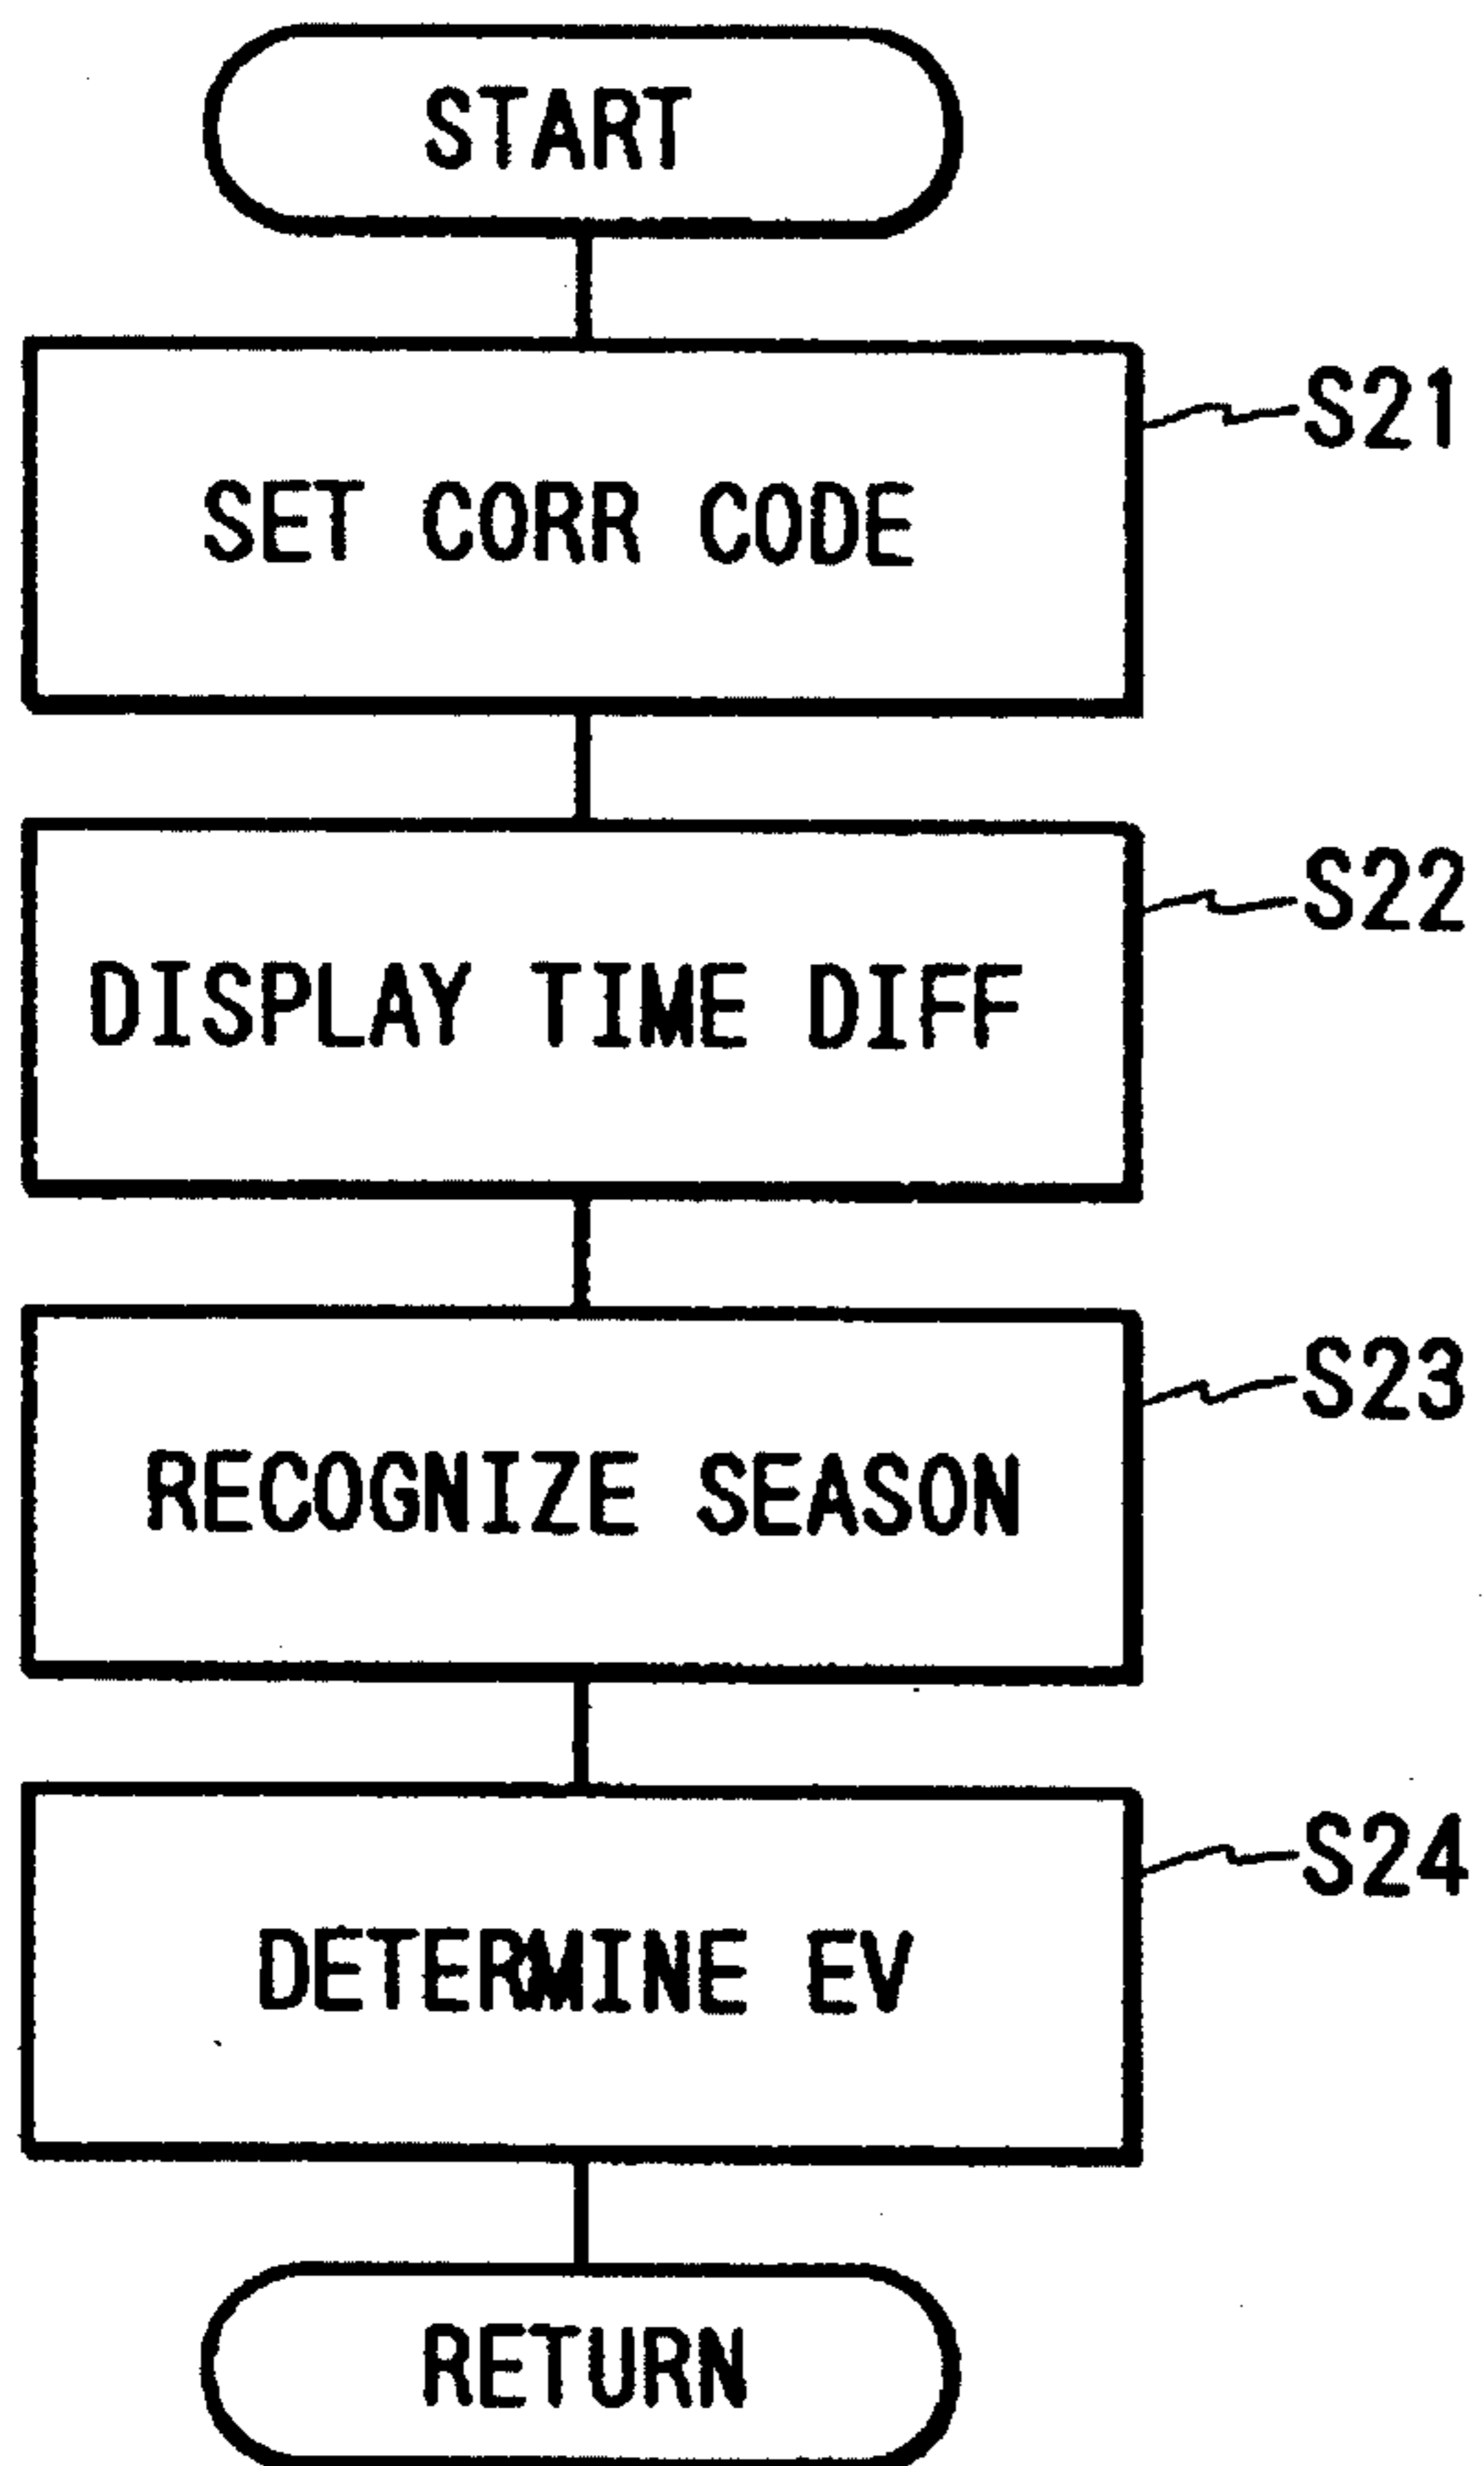 START
S21
SET CORR CODE
S22
DISPLAY TIME DIFF
S23
RECOGNIZE SEASON
S24
DETERMINE EV
RETURN